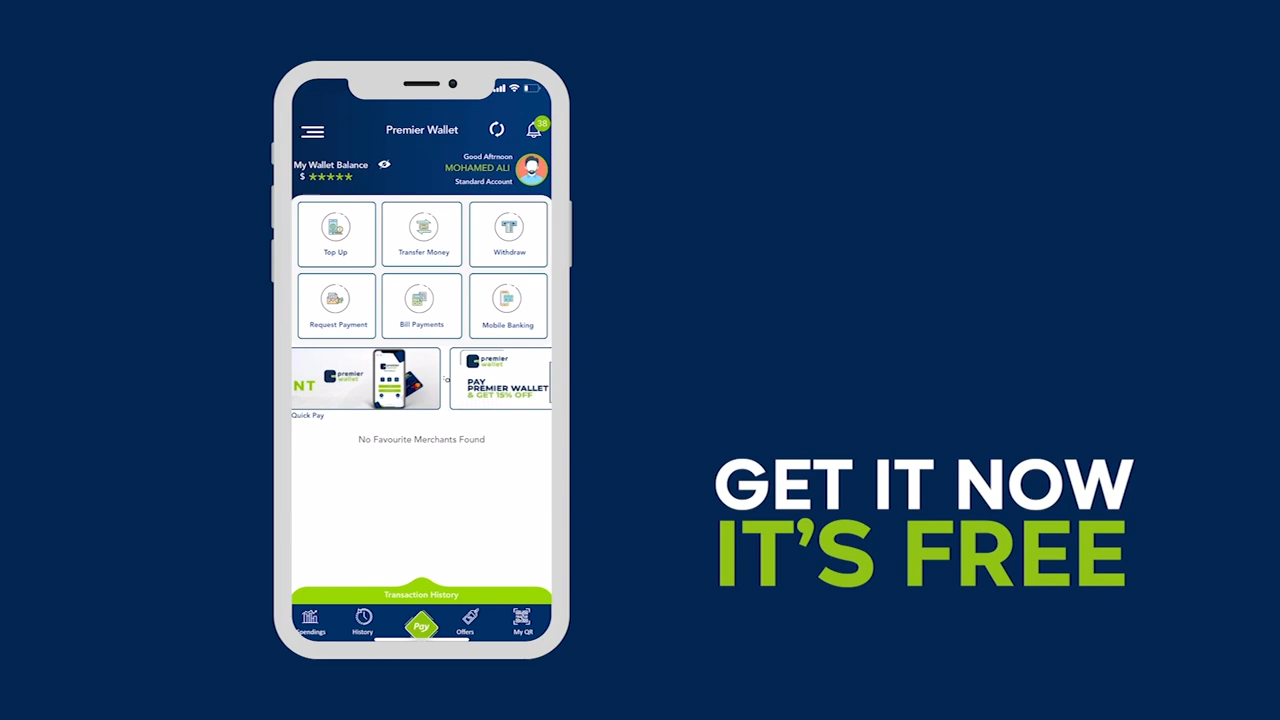 Premier Wallet
38
Good Aftrnoon
My Wallet Balance
MOHAMED ALI
$ ★★★★★
Standard Account
Top Up
Transfer Money
Withdraw
Request Payment
Bill Payments
Mobile Banking
NT
premier
wallet
premier
wallet
PAY
PREMIER WALLET
& GET 15% OFF
Quick Pay
No Favourite Merchants Found
GET IT NOW
IT'S FREE
Transaction History
Spendings
History
Pay
Offers
My QR